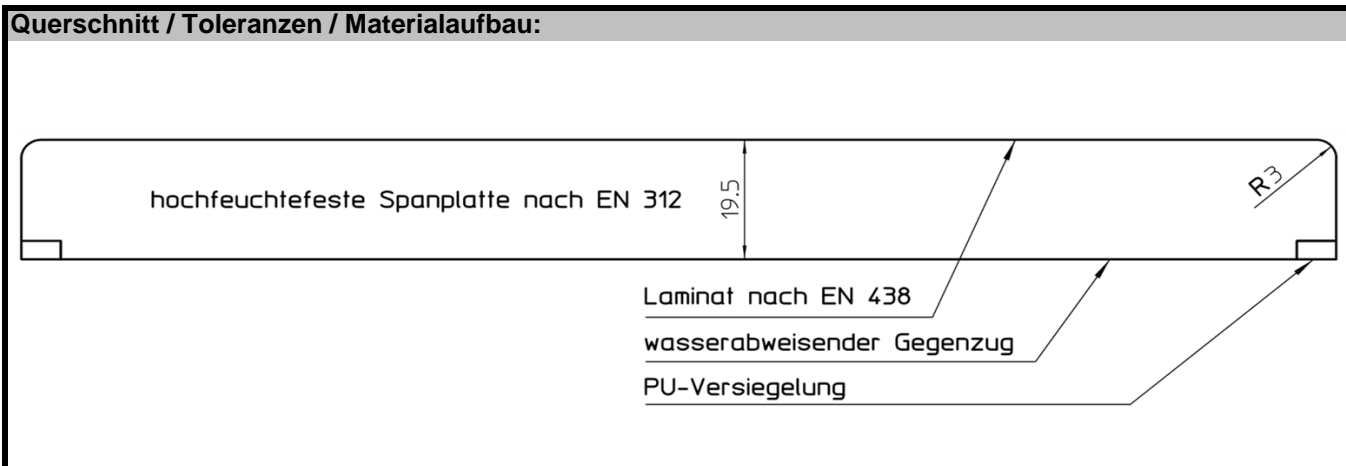 Querschnitt / Toleranzen / Materialaufbau:
hochfeuchtefeste Spanplatte nach EN 312
19.5
R3
Laminat nach EN 438
wasserabweisender Gegenzug
PU-Versiegelung